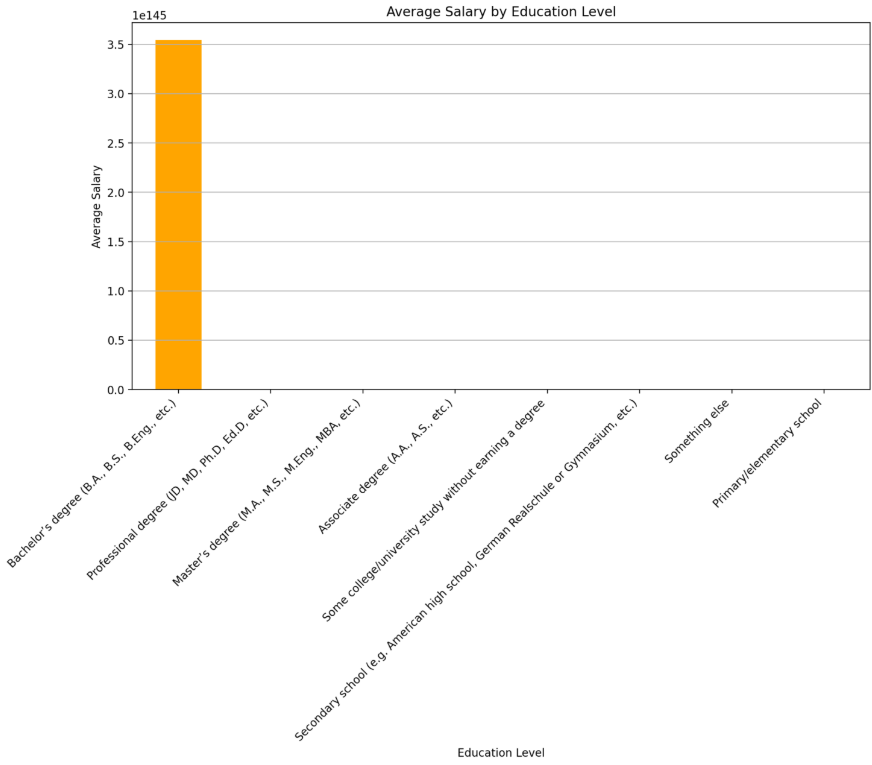 Average Salary by Education Level
1e145
3.5
3.0
2.5
2.0
1.5
1.0
0.5
0.0
Average Salary
Bachelor’s degree (B.A., B.S., B.Eng., etc.)
Professional degree (JD, MD, Ph.D, Ed.D, etc.)
Master’s degree (M.A., M.S., M.Eng., MBA, etc.)
Associate degree (A.A., A.S., etc.)
Some college/university study without earning a degree
Secondary school (e.g. American high school, German Realschule or Gymnasium, etc.)
Something else
Primary/elementary school
Education Level